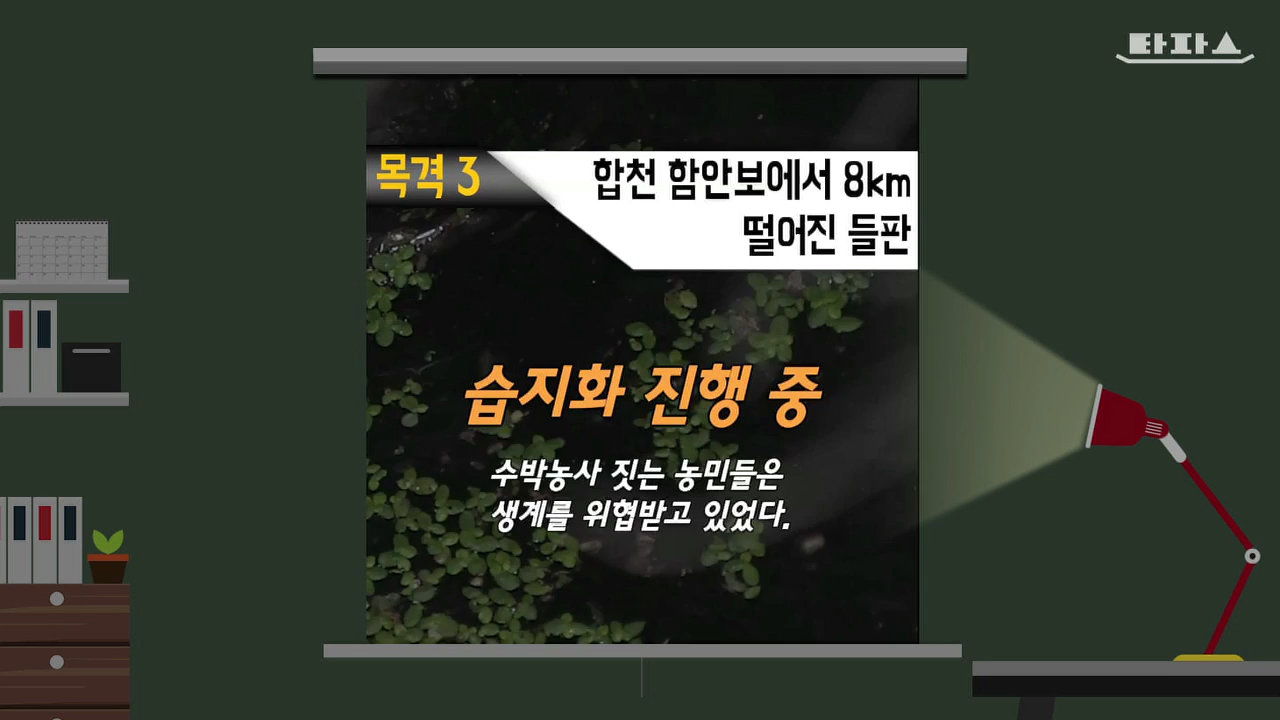 타파스
목격 3
합천 함안보에서 8km
떨어진 들판
습지화 진행 중
수박농사 짓는 농민들은
생계를 위협받고 있었다.